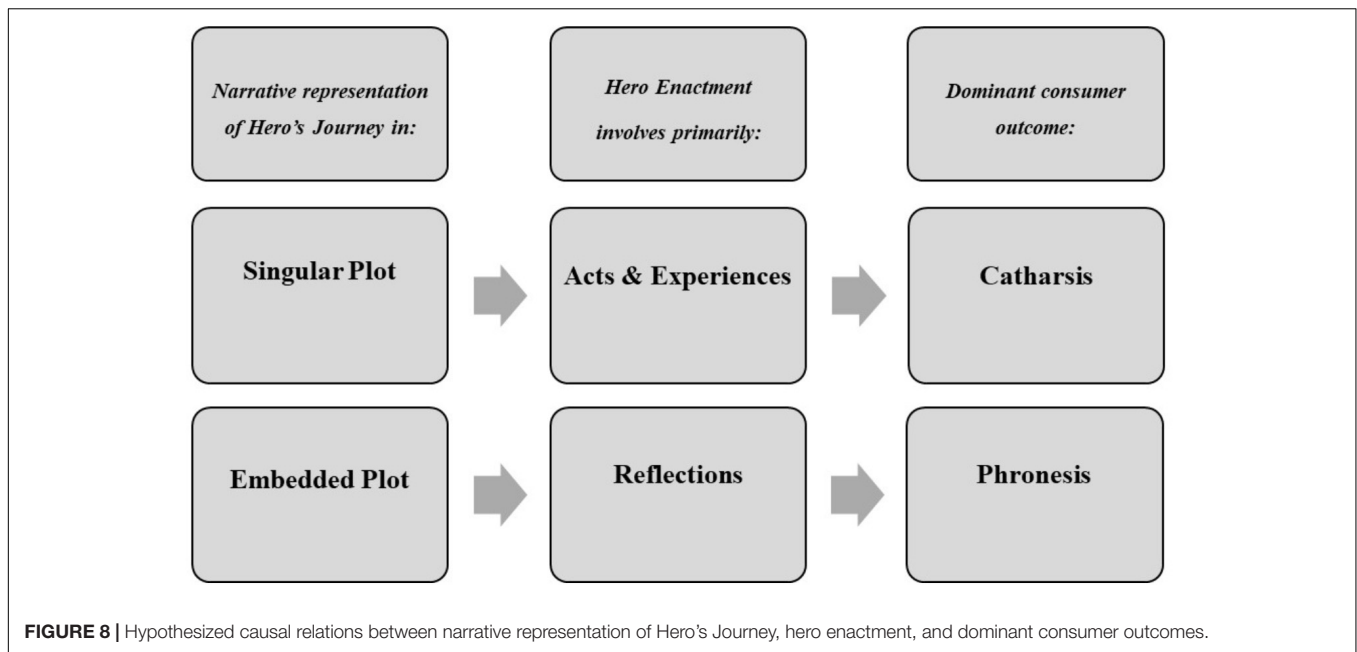 Narrative representation
of Hero’s Journey in:
Hero Enactment
involves primarily:
Dominant consumer
outcome:
Singular Plot
Acts & Experiences
Catharsis
Embedded Plot
Reflections
Phronesis
FIGURE 8 | Hypothesized causal relations between narrative representation of Hero’s Journey, hero enactment, and dominant consumer outcomes.